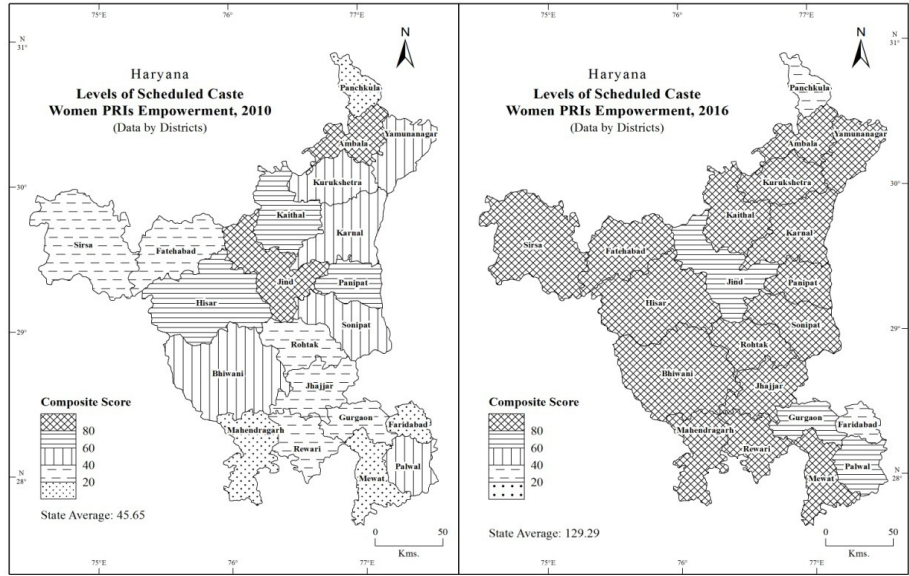 77°E
76°E
75°E
N
31°
N
Haryana
Levels of Scheduled Caste
Women PRIs Empowerment, 2010
(Data by Districts)
Panchkula
Ambala
Yamunanagar
Kurukshetra
30°
Kaithal
Karnal
Sirsa
Fatehabad
Jind
Panipat
Hisar
Sonipat
29°
Rohtak
Bhiwani
Jhajjar
Composite Score
80
60
40
20
Mahendragarh
Gurgaon
Faridabad
Rewari
Palwal
Mewat
28°
N
State Average: 45.65
0 50
Kms.
75°E
76°E
77°E
75°E
76°E
77°E
N
31°
N
Haryana
Levels of Scheduled Caste
Women PRIs Empowerment, 2016
(Data by Districts)
Panchkula
Ambala
Yamunanagar
Kurukshetra
30°
Kaithal
Karnal
Sirsa
Fatehabad
Jind
Panipat
Hisar
Sonipat
29°
Rohtak
Bhiwani
Jhajjar
Composite Score
80
60
40
20
Mahendragarh
Gurgaon
Faridabad
Rewari
Palwal
Mewat
28°
N
State Average: 129.29
0 50
Kms.
75°E
76°E
77°E